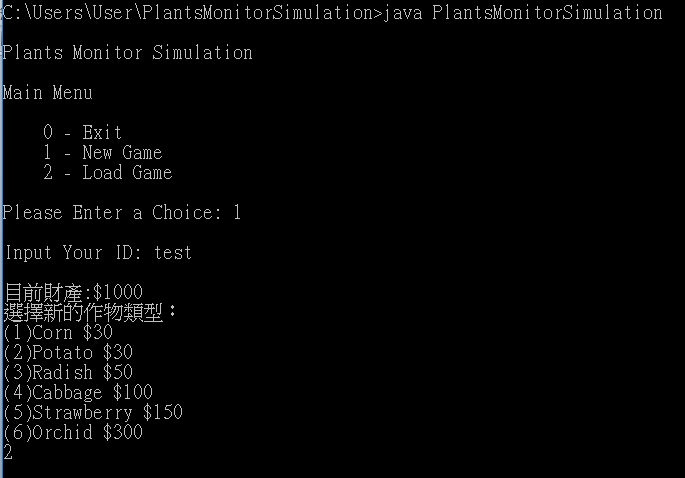 C:\Users\User\PlantsMonitorSimulation>java PlantsMonitorSimulation
Plants Monitor Simulation
Main Menu
0 - Exit
1 - New Game
2 - Load Game
Please Enter a Choice: 1
Input Your ID: test
目前財產:$1000
選擇新的作物類型：
(1)Corn $30
(2)Potato $30
(3)Radish $50
(4)Cabbage $100
(5)Strawberry $150
(6)Orchid $300
2